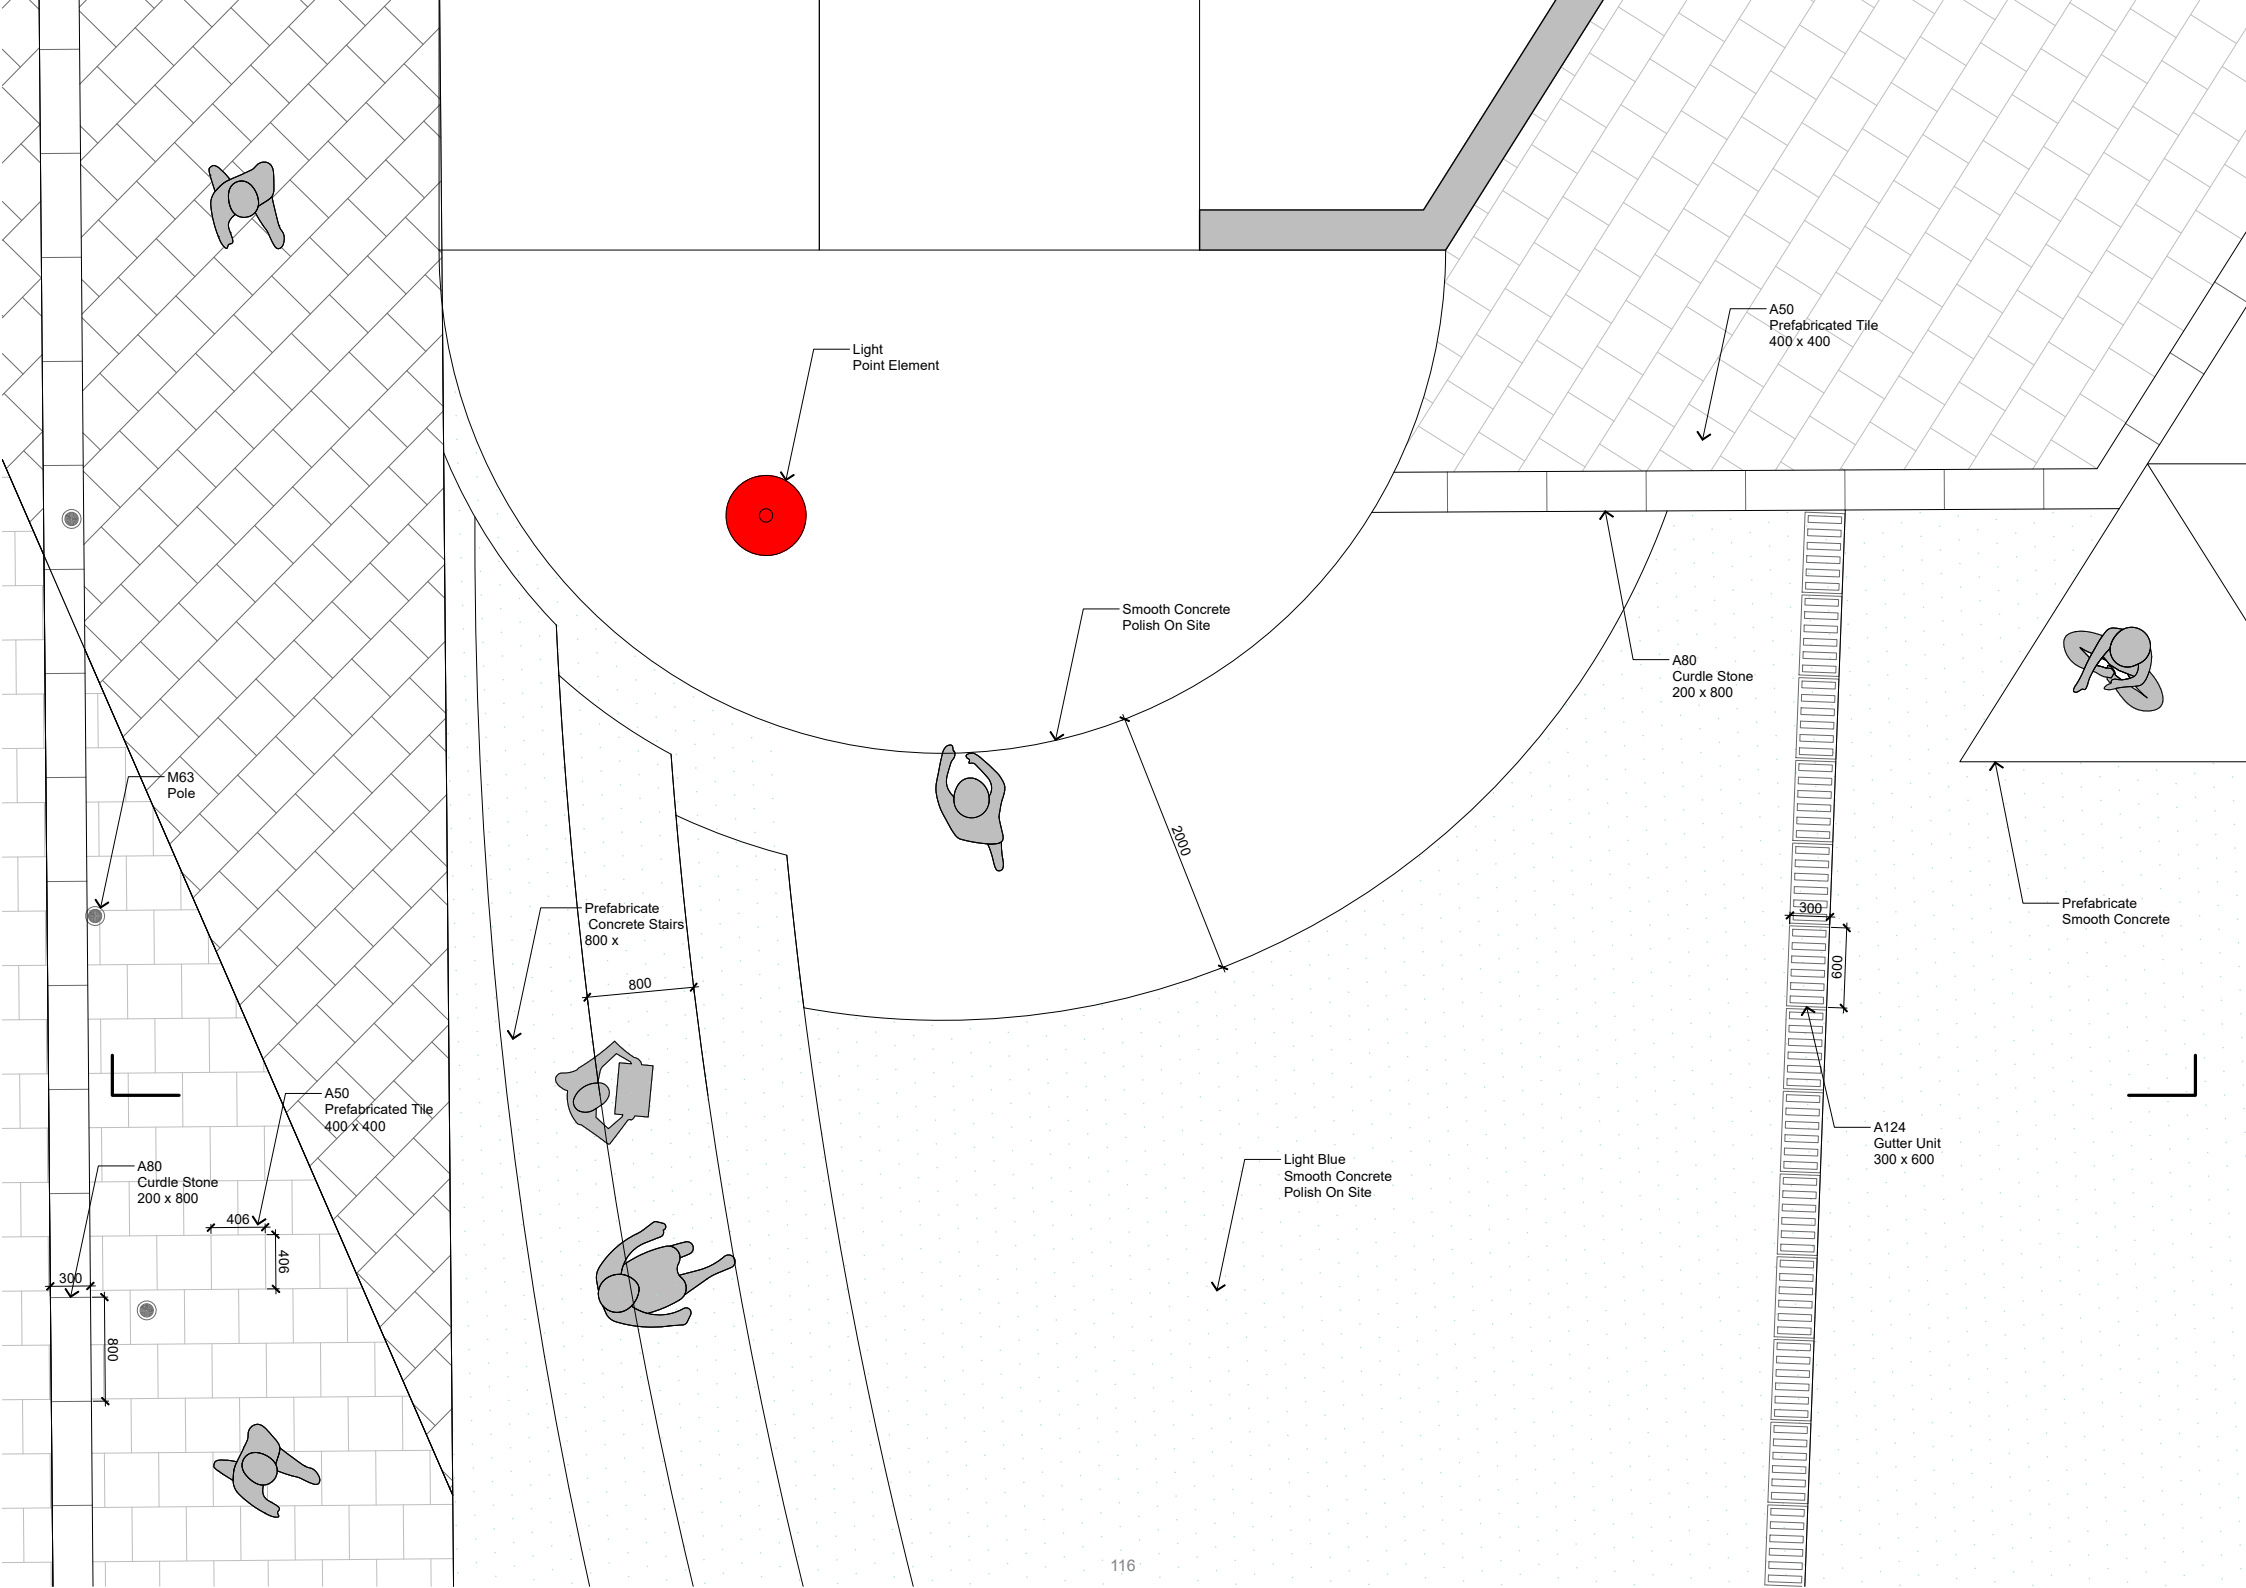 A50
Prefabricated Tile
400 x 400
Light
Point Element
Smooth Concrete
Polish On Site
A80
Curdle Stone
200 x 800
M63
Pole
2000
Prefabricate
Concrete Stairs
800 x
800
300
600
Prefabricate
Smooth Concrete
A50
Prefabricated Tile
400 x 400
A124
Gutter Unit
300 x 600
A80
Curdle Stone
200 x 800
Light Blue
Smooth Concrete
Polish On Site
406
406
300
800
116